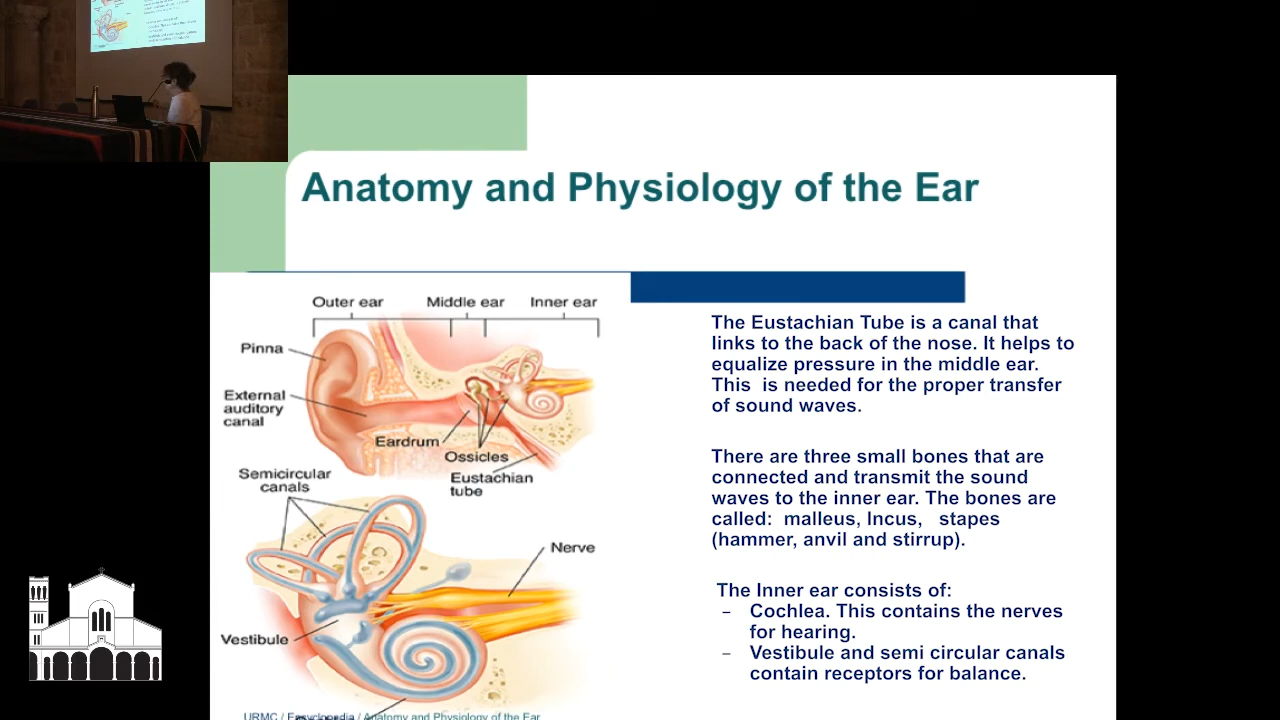 Anatomy and Physiology of the Ear
Outer ear
Middle ear
Inner ear
Pinna
External
auditory
canal
Eardrum
Ossicles
Eustachian
tube
Semicircular
canals
Nerve
Vestibule
URMC / Encyclopedia / Anatomy and Physiology of the Ear
The Eustachian Tube is a canal that
links to the back of the nose. It helps to
equalize pressure in the middle ear.
This is needed for the proper transfer
of sound waves.
There are three small bones that are
connected and transmit the sound
waves to the inner ear. The bones are
called: malleus, Incus, stapes
(hammer, anvil and stirrup).
The Inner ear consists of:
– Cochlea. This contains the nerves
for hearing.
– Vestibule and semi circular canals
contain receptors for balance.